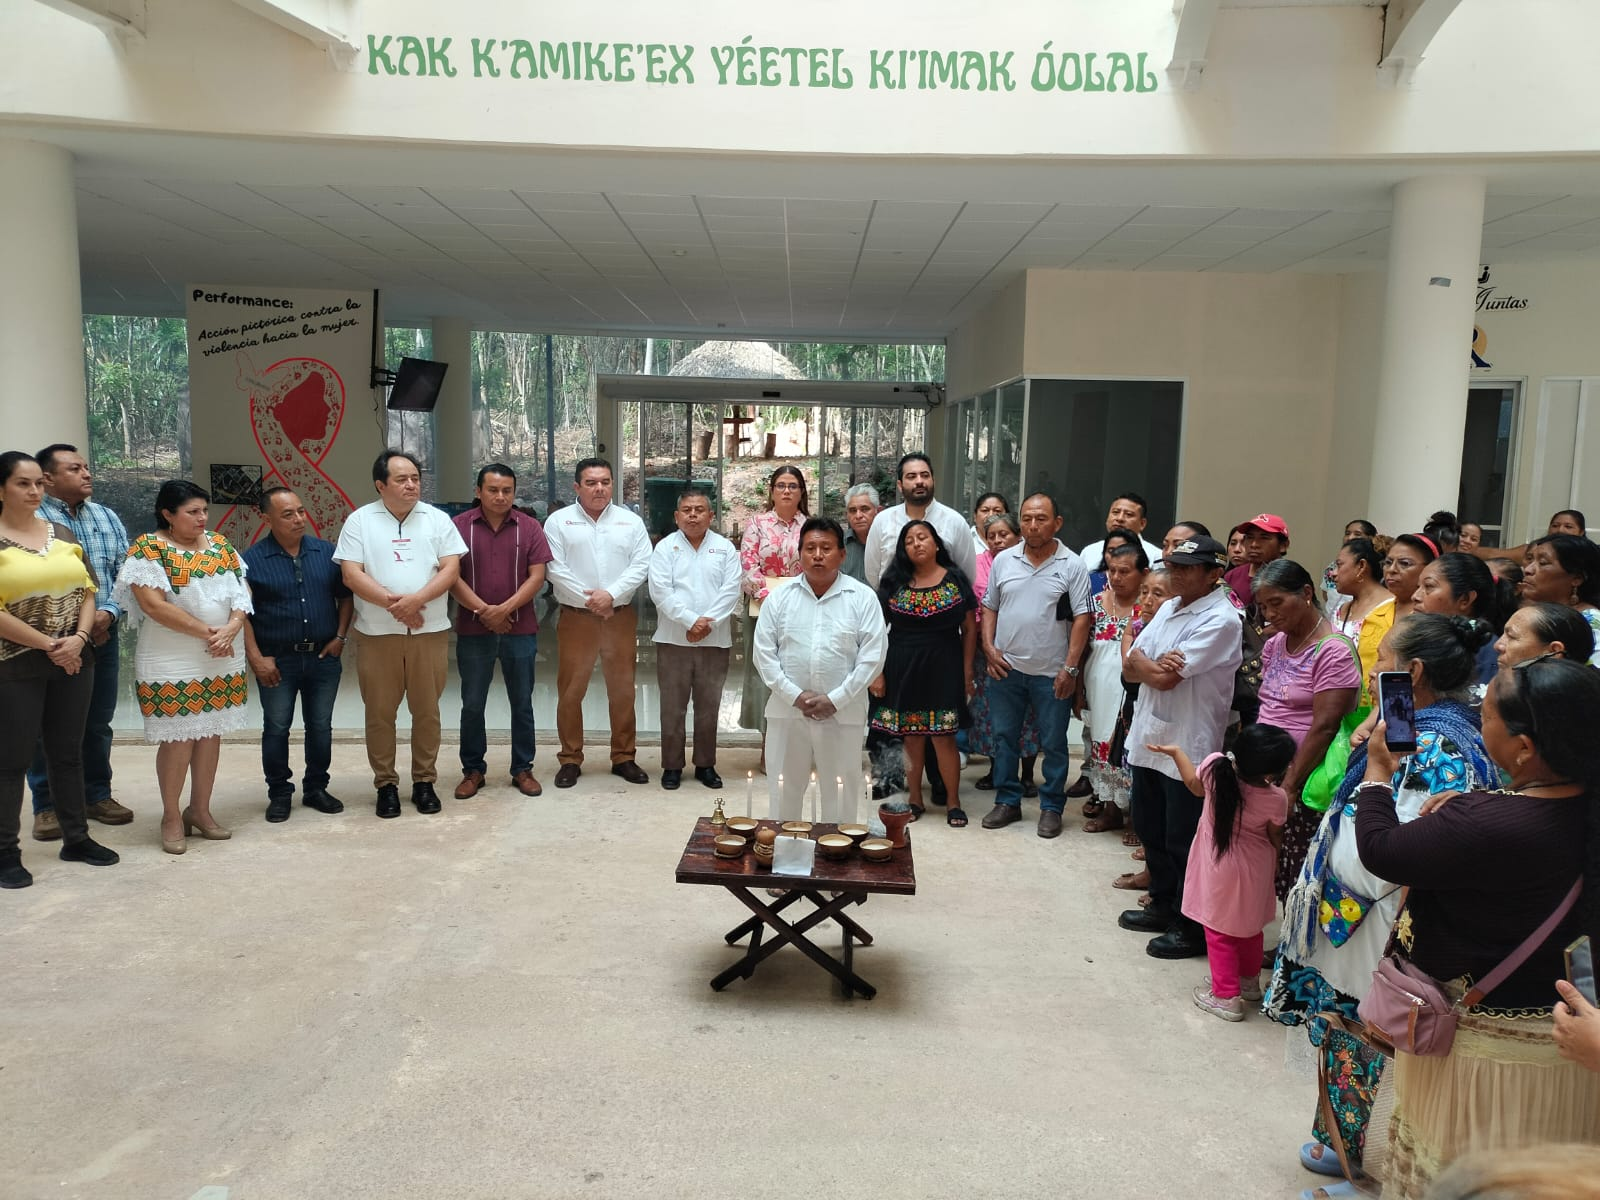 KAK K'AMIKE'EX YÉETEL KI'IMAK ÓOLAL
Performance:
Acción pictórica contra la
violencia hacia la mujer.
Juntas